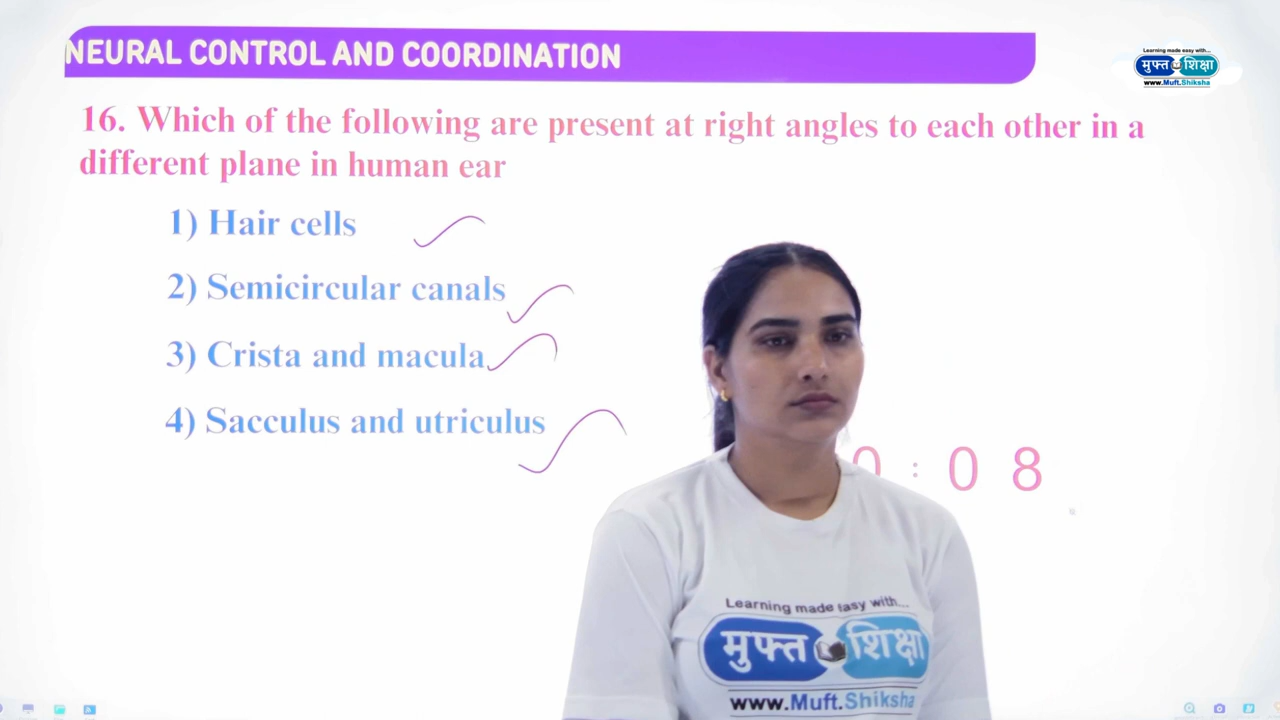 NEURAL CONTROL AND COORDINATION
Learning made easy with...
मुफ्त शिक्षा
www.Muft.Shiksha
16. Which of the following are present at right angles to each other in a
different plane in human ear
1) Hair cells
2) Semicircular canals
3) Crista and macula
4) Sacculus and utriculus
0 : 0 8
Learning made easy with...
मुफ्त शिक्षा
www.Muft.Shiksha